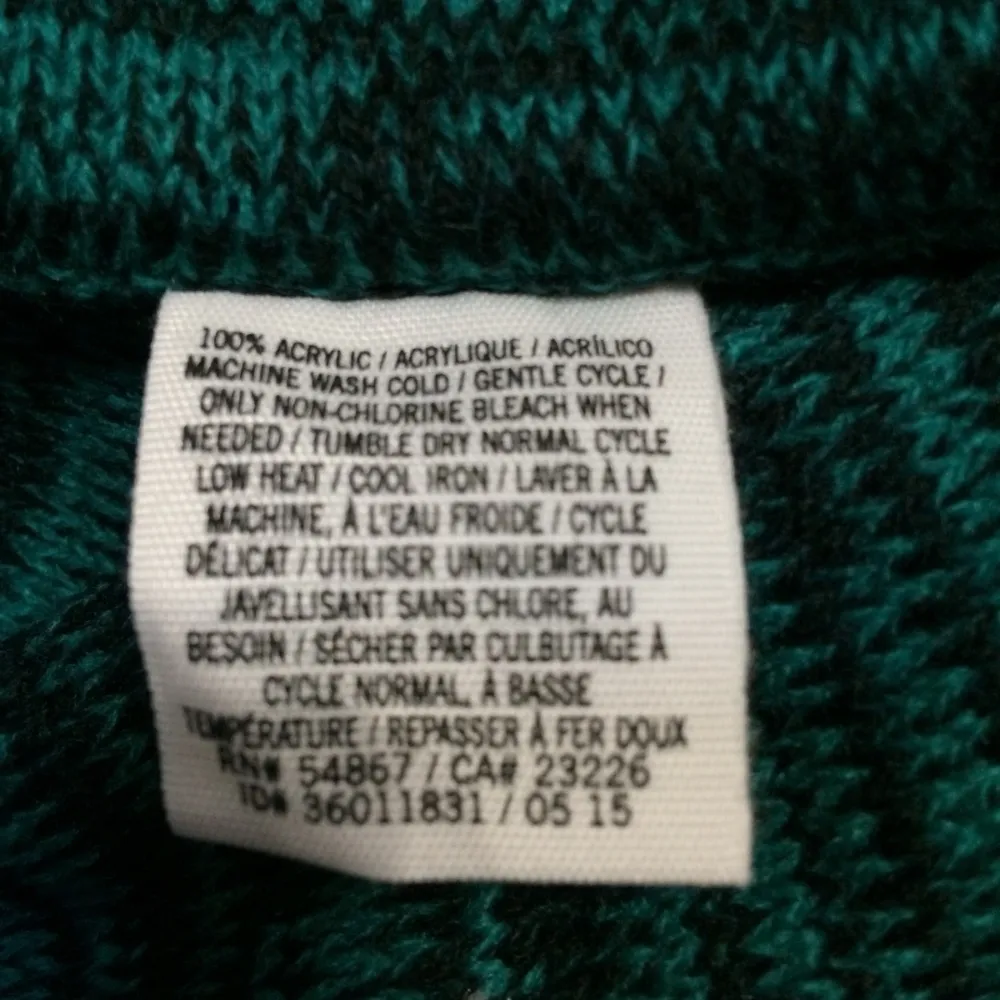 100% ACRYLIC / ACRYLIQUE / ACRÍLICO
MACHINE WASH COLD / GENTLE CYCLE /
ONLY NON-CHLORINE BLEACH WHEN
NEEDED / TUMBLE DRY NORMAL CYCLE
LOW HEAT / COOL IRON / LAVER À LA
MACHINE, À L'EAU FROIDE / CYCLE
DÉLICAT / UTILISER UNIQUEMENT DU
JAVELLISANT SANS CHLORE, AU
BESOIN / SÉCHER PAR CULBUTAGE À
CYCLE NORMAL, À BASSE
TEMPÉRATURE / REPASSER À FER DOUX
RN# 54867 / CA# 23226
ID# 36011831 / 05 15